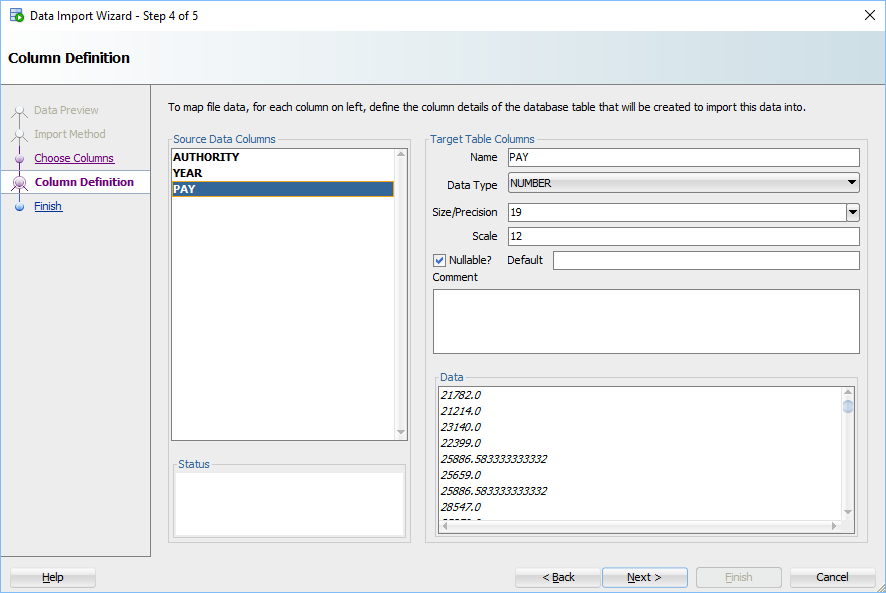 Data Import Wizard - Step 4 of 5
Column Definition
Data Preview
Import Method
Choose Columns
Column Definition
Finish
To map file data, for each column on left, define the column details of the database table that will be created to import this data into.
Source Data Columns
AUTHORITY
YEAR
PAY
Status
Target Table Columns
Name PAY
Data Type NUMBER
Size/Precision 19
Scale 12
Nullable? Default
Comment
Data
21782.0
21214.0
23140.0
22399.0
25886.583333333332
25659.0
25886.583333333332
28547.0
Help < Back Next > Finish Cancel